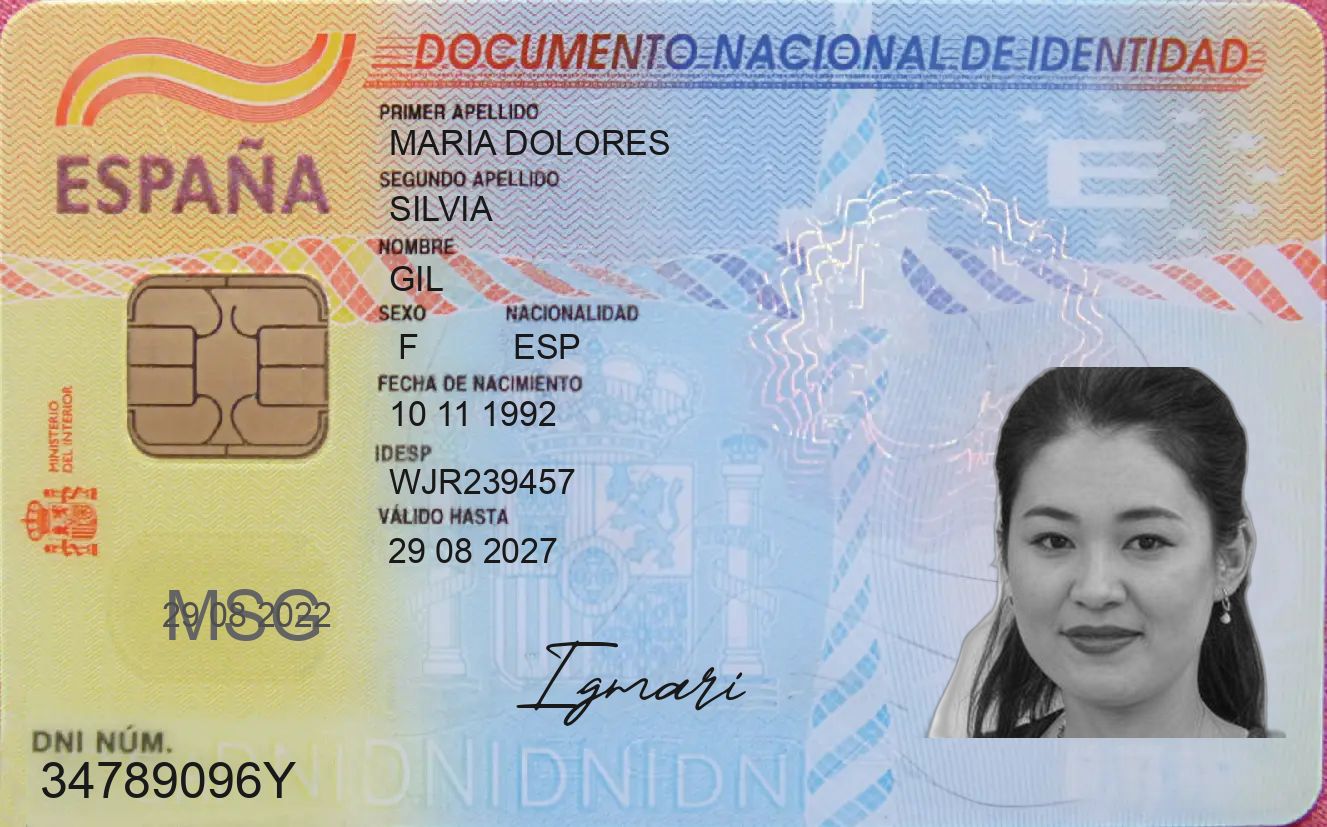 DOCUMENTO NACIONAL DE IDENTIDAD
ESPAÑA
PRIMER APELLIDO
MARIA DOLORES
SEGUNDO APELLIDO
SILVIA
NOMBRE
GIL
SEXO NACIONALIDAD
F ESP
FECHA DE NACIMIENTO
10 11 1992
IDESP
WJR239457
VÁLIDO HASTA
29 08 2027
MINISTERIO
DEL INTERIOR
E
29 08 2022
MSG
Igmari
DNI NÚM.
34789096Y
DNIDNIDNIDNI